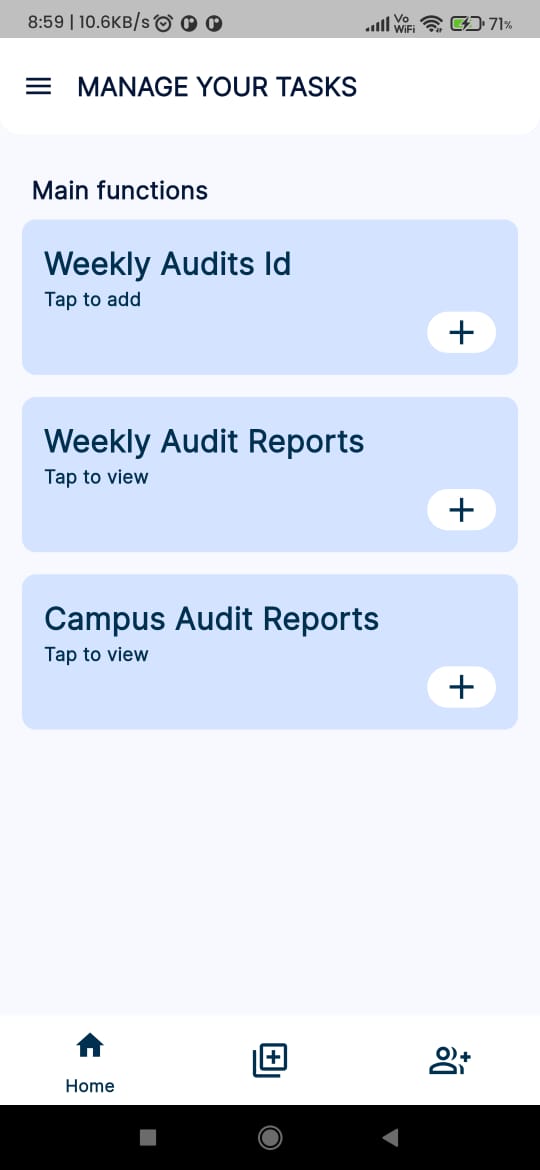 8:59 | 10.6KB/s Vo WiFi 71%
MANAGE YOUR TASKS
Main functions
Weekly Audits Id
Tap to add
Weekly Audit Reports
Tap to view
Campus Audit Reports
Tap to view
Home